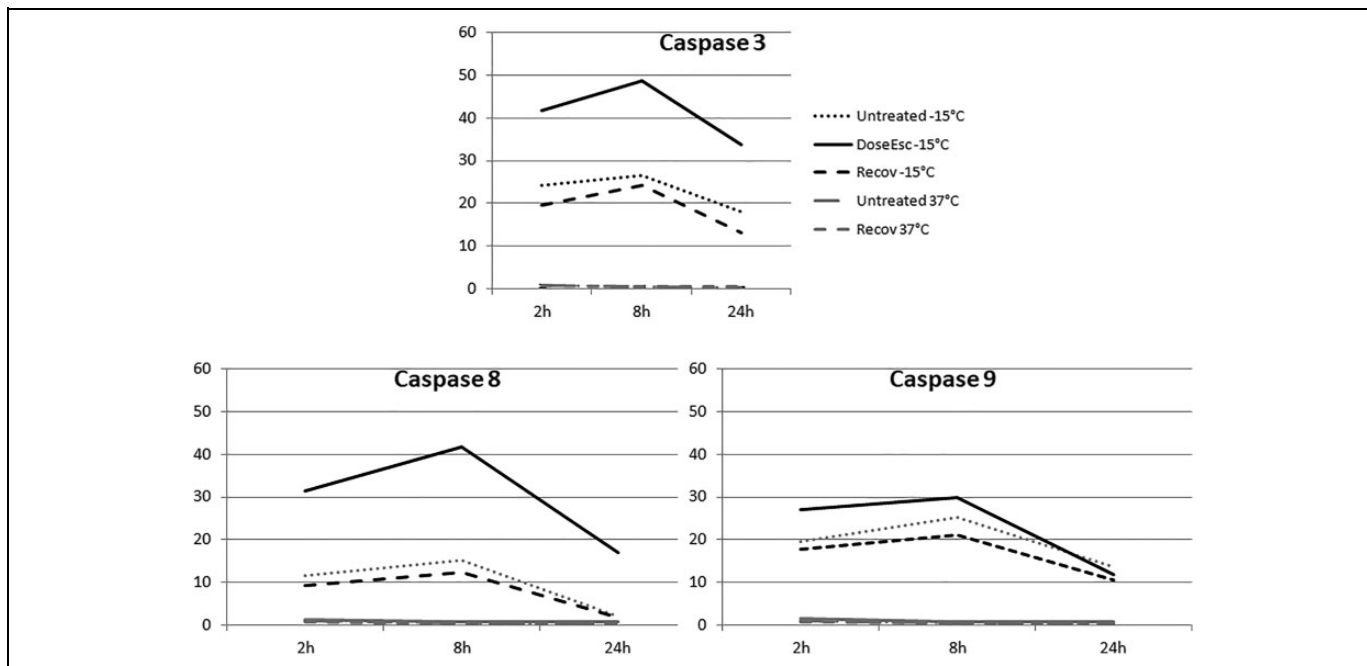 Caspase 3
60
50
40
30
20
10
0
2h 8h 24h
Untreated -15°C
DoseEsc -15°C
Recov -15°C
Untreated 37°C
Recov 37°C
Caspase 8
60
50
40
30
20
10
0
2h 8h 24h
Caspase 9
60
50
40
30
20
10
0
2h 8h 24h